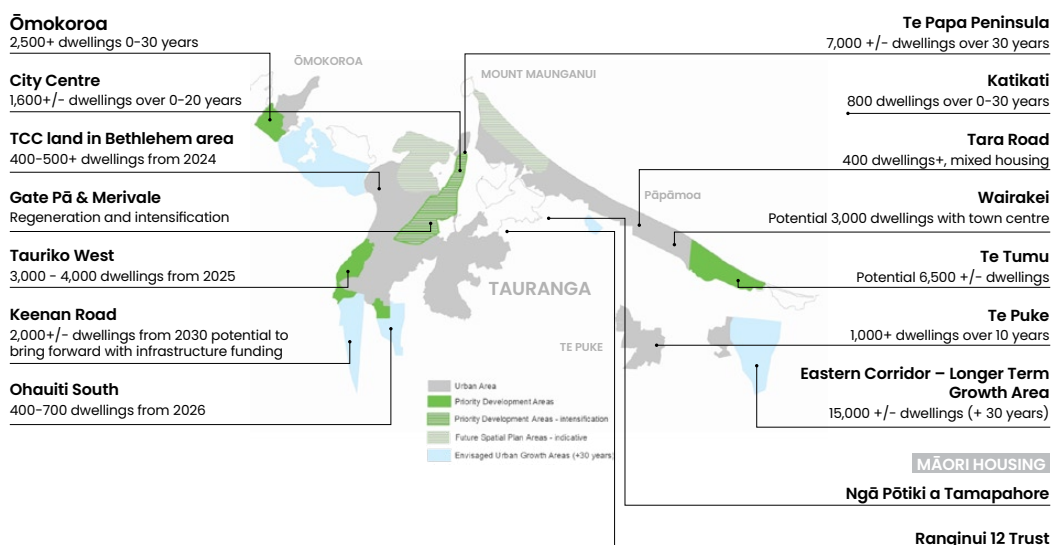 Ōmokoroa
2,500+ dwellings 0-30 years
City Centre
1,600+/- dwellings over 0-20 years
TCC land in Bethlehem area
400-500+ dwellings from 2024
Gate Pā & Merivale
Regeneration and intensification
Tauriko West
3,000 - 4,000 dwellings from 2025
Keenan Road
2,000+/- dwellings from 2030 potential to
bring forward with infrastructure funding
Ohauiti South
400-700 dwellings from 2026
ŌMOKOROA
MOUNT MAUNGANUI
Pāpāmoa
TAURANGA
TE PUKE
Urban Area
Priority Development Areas
Priority Development Areas - intensification
Future Spatial Plan Areas - indicative
Envisaged Urban Growth Areas (+30 years)
Te Papa Peninsula
7,000 +/- dwellings over 30 years
Katikati
800 dwellings over 0-30 years
Tara Road
400 dwellings+, mixed housing
Wairakei
Potential 3,000 dwellings with town centre
Te Tumu
Potential 6,500 +/- dwellings
Te Puke
1,000+ dwellings over 10 years
Eastern Corridor – Longer Term
Growth Area
15,000 +/- dwellings (+ 30 years)
MĀORI HOUSING
Ngā Pōtiki a Tamapahore
Ranginui 12 Trust